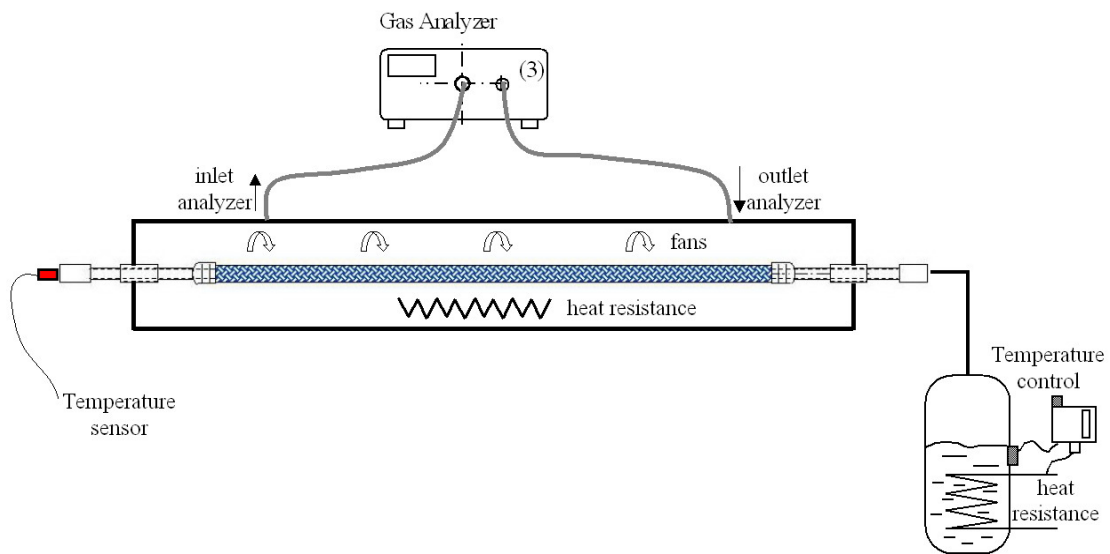 Gas Analyzer
(3)
inlet
analyzer
outlet
analyzer
fans
heat resistance
Temperature
sensor
Temperature
control
heat
resistance